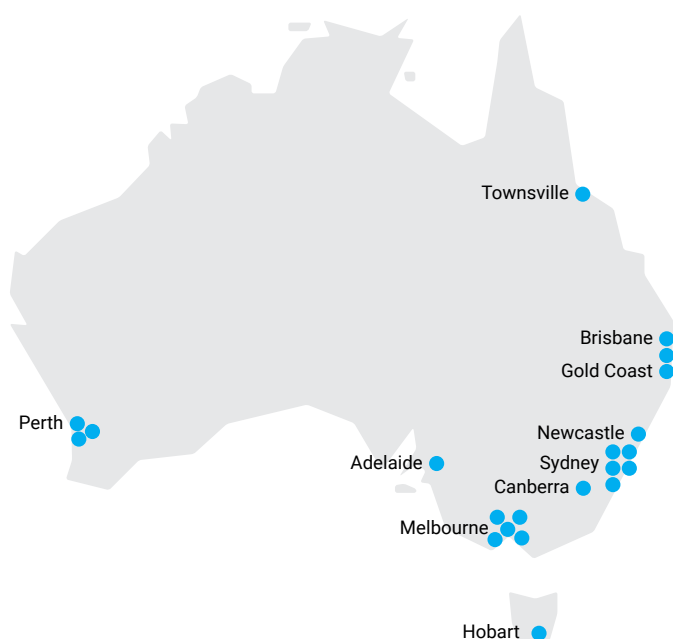 Townsville
Brisbane
Gold Coast
Perth
Newcastle
Adelaide
Sydney
Canberra
Melbourne
Hobart